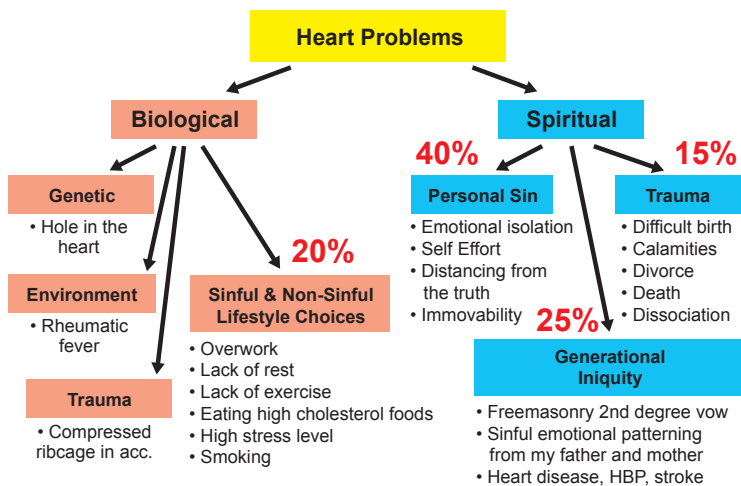 Heart Problems
Biological
Spiritual
Genetic
• Hole in the
heart
Environment
• Rheumatic
fever
Trauma
• Compressed
ribcage in acc.
20%
Sinful & Non-Sinful
Lifestyle Choices
• Overwork
• Lack of rest
• Lack of exercise
• Eating high cholesterol foods
• High stress level
• Smoking
40%
Personal Sin
• Emotional isolation
• Self Effort
• Distancing from
the truth
• Immovability
15%
Trauma
• Difficult birth
• Calamities
• Divorce
• Death
• Dissociation
25%
Generational
Iniquity
• Freemasonry 2nd degree vow
• Sinful emotional patterning
from my father and mother
• Heart disease, HBP, stroke